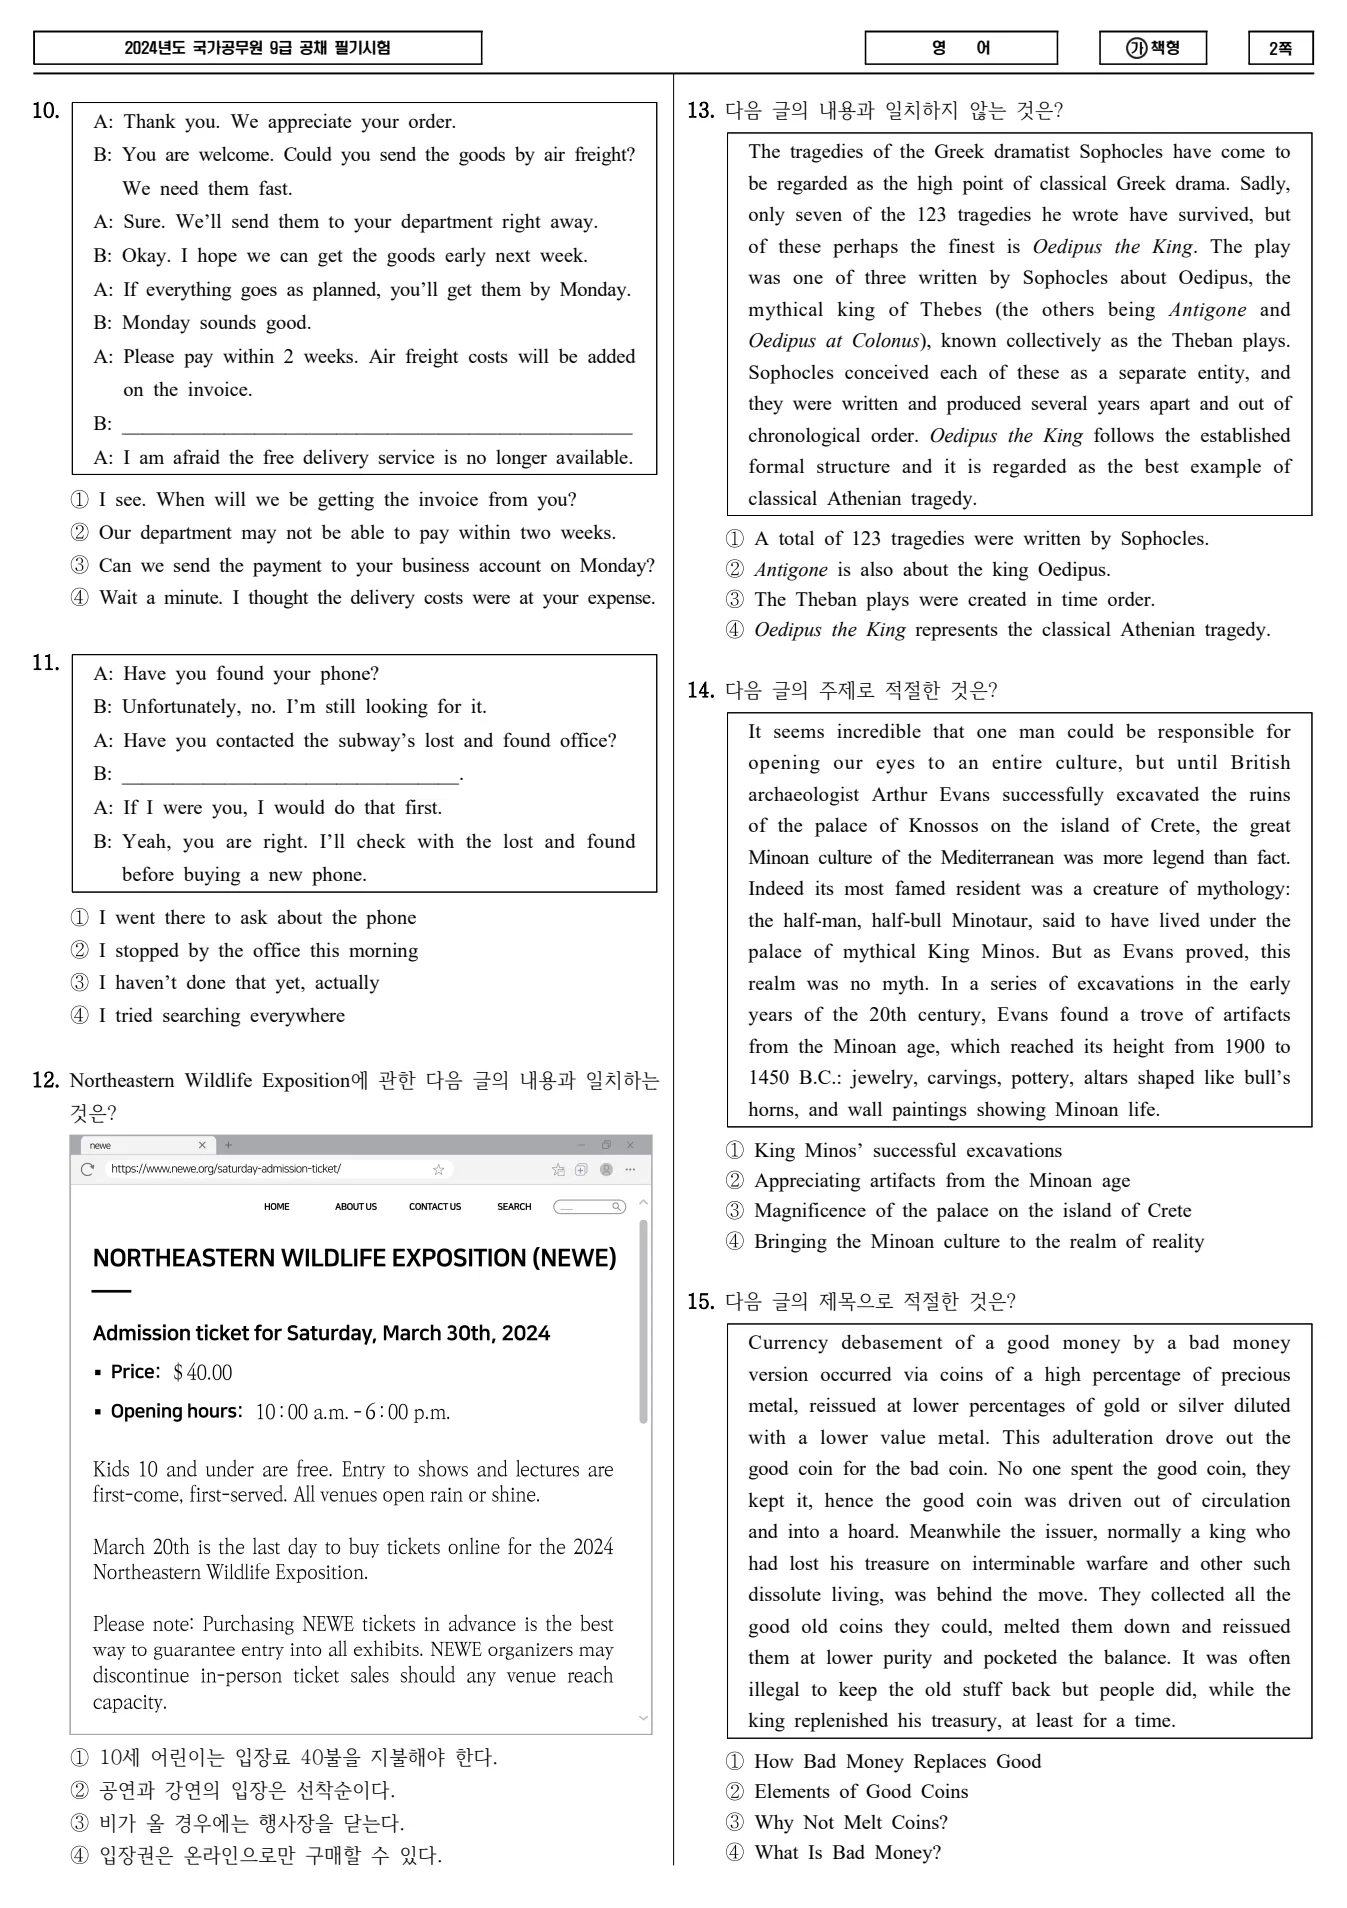 2024년도 국가공무원 9급 공채 필기시험
영 어
㉮책형
2쪽
10.
A: Thank you. We appreciate your order.
B: You are welcome. Could you send the goods by air freight?
We need them fast.
A: Sure. We’ll send them to your department right away.
B: Okay. I hope we can get the goods early next week.
A: If everything goes as planned, you’ll get them by Monday.
B: Monday sounds good.
A: Please pay within 2 weeks. Air freight costs will be added
on the invoice.
B: ______________________________
A: I am afraid the free delivery service is no longer available.
① I see. When will we be getting the invoice from you?
② Our department may not be able to pay within two weeks.
③ Can we send the payment to your business account on Monday?
④ Wait a minute. I thought the delivery costs were at your expense.
11.
A: Have you found your phone?
B: Unfortunately, no. I’m still looking for it.
A: Have you contacted the subway’s lost and found office?
B: ______________________________.
A: If I were you, I would do that first.
B: Yeah, you are right. I’ll check with the lost and found
before buying a new phone.
① I went there to ask about the phone
② I stopped by the office this morning
③ I haven’t done that yet, actually
④ I tried searching everywhere
12. Northeastern Wildlife Exposition에 관한 다음 글의 내용과 일치하는
것은?
newe
https://www.newe.org/saturday-admission-ticket/
HOME ABOUT US CONTACT US SEARCH
NORTHEASTERN WILDLIFE EXPOSITION (NEWE)
Admission ticket for Saturday, March 30th, 2024
▪ Price: $ 40.00
▪ Opening hours: 10:00 a.m. - 6:00 p.m.
Kids 10 and under are free. Entry to shows and lectures are
first-come, first-served. All venues open rain or shine.
March 20th is the last day to buy tickets online for the 2024
Northeastern Wildlife Exposition.
Please note: Purchasing NEWE tickets in advance is the best
way to guarantee entry into all exhibits. NEWE organizers may
discontinue in-person ticket sales should any venue reach
capacity.
① 10세 어린이는 입장료 40불을 지불해야 한다.
② 공연과 강연의 입장은 선착순이다.
③ 비가 올 경우에는 행사장을 닫는다.
④ 입장권은 온라인으로만 구매할 수 있다.
13. 다음 글의 내용과 일치하지 않는 것은?
The tragedies of the Greek dramatist Sophocles have come to
be regarded as the high point of classical Greek drama. Sadly,
only seven of the 123 tragedies he wrote have survived, but
of these perhaps the finest is Oedipus the King. The play
was one of three written by Sophocles about Oedipus, the
mythical king of Thebes (the others being Antigone and
Oedipus at Colonus), known collectively as the Theban plays.
Sophocles conceived each of these as a separate entity, and
they were written and produced several years apart and out of
chronological order. Oedipus the King follows the established
formal structure and it is regarded as the best example of
classical Athenian tragedy.
① A total of 123 tragedies were written by Sophocles.
② Antigone is also about the king Oedipus.
③ The Theban plays were created in time order.
④ Oedipus the King represents the classical Athenian tragedy.
14. 다음 글의 주제로 적절한 것은?
It seems incredible that one man could be responsible for
opening our eyes to an entire culture, but until British
archaeologist Arthur Evans successfully excavated the ruins
of the palace of Knossos on the island of Crete, the great
Minoan culture of the Mediterranean was more legend than fact.
Indeed its most famed resident was a creature of mythology:
the half-man, half-bull Minotaur, said to have lived under the
palace of mythical King Minos. But as Evans proved, this
realm was no myth. In a series of excavations in the early
years of the 20th century, Evans found a trove of artifacts
from the Minoan age, which reached its height from 1900 to
1450 B.C.: jewelry, carvings, pottery, altars shaped like bull’s
horns, and wall paintings showing Minoan life.
① King Minos’ successful excavations
② Appreciating artifacts from the Minoan age
③ Magnificence of the palace on the island of Crete
④ Bringing the Minoan culture to the realm of reality
15. 다음 글의 제목으로 적절한 것은?
Currency debasement of a good money by a bad money
version occurred via coins of a high percentage of precious
metal, reissued at lower percentages of gold or silver diluted
with a lower value metal. This adulteration drove out the
good coin for the bad coin. No one spent the good coin, they
kept it, hence the good coin was driven out of circulation
and into a hoard. Meanwhile the issuer, normally a king who
had lost his treasure on interminable warfare and other such
dissolute living, was behind the move. They collected all the
good old coins they could, melted them down and reissued
them at lower purity and pocketed the balance. It was often
illegal to keep the old stuff back but people did, while the
king replenished his treasury, at least for a time.
① How Bad Money Replaces Good
② Elements of Good Coins
③ Why Not Melt Coins?
④ What Is Bad Money?